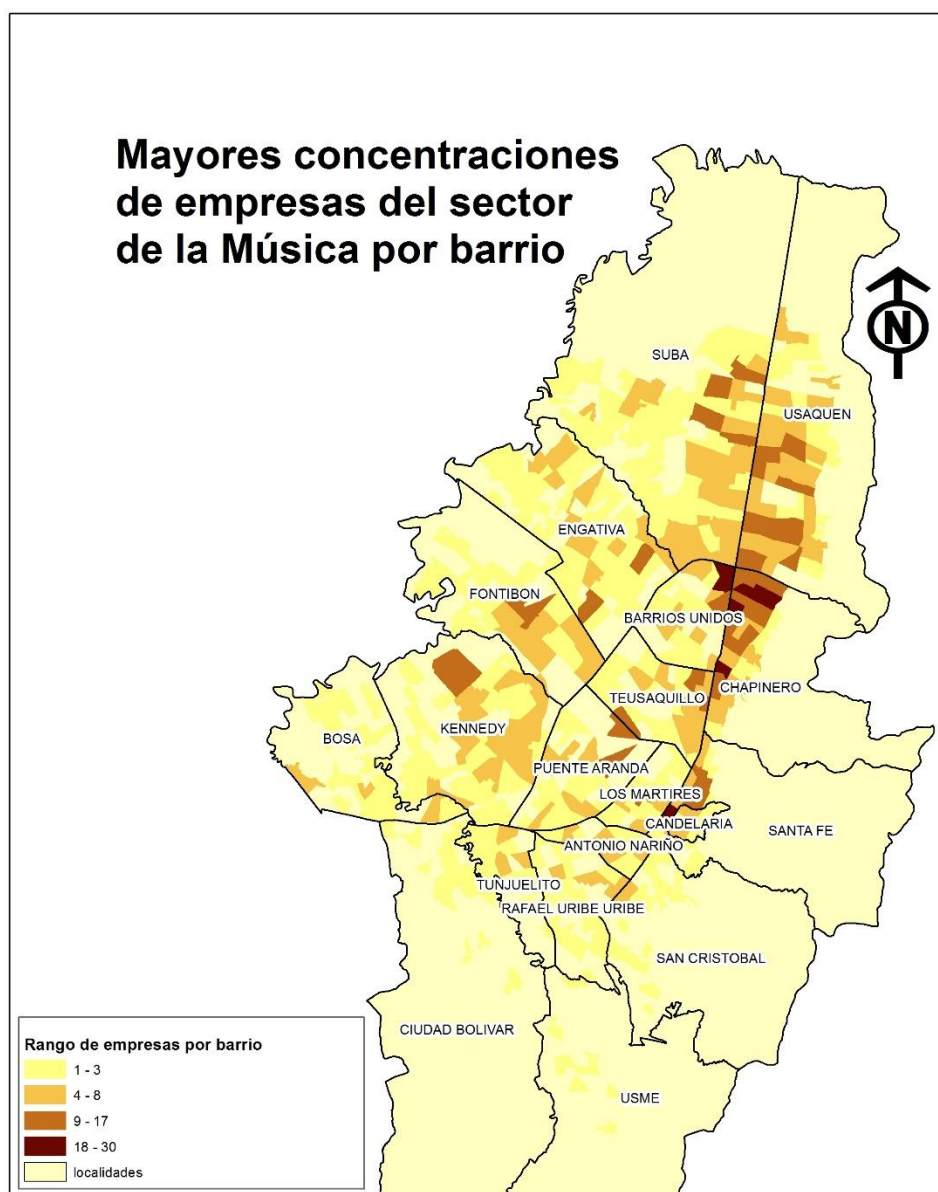 Mayores concentraciones
de empresas del sector
de la Música por barrio
N
SUBA
USAQUEN
ENGATIVA
FONTIBON
BARRIOS UNIDOS
CHAPINERO
TEUSAQUILLO
KENNEDY
BOSA
PUENTE ARANDA
LOS MARTIRES
CANDELARIA
SANTA FE
ANTONIO NARIÑO
TUNJUELITO
RAFAEL URIBE URIBE
SAN CRISTOBAL
CIUDAD BOLIVAR
USME
Rango de empresas por barrio
1 - 3
4 - 8
9 - 17
18 - 30
localidades